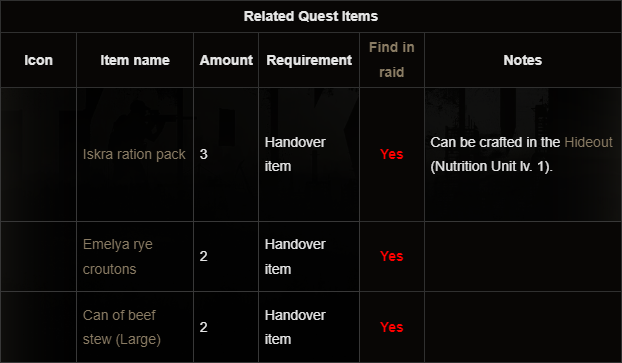 Related Quest Items
Icon
Item name
Amount
Requirement
Find in
raid
Notes
Iskra ration pack
3
Handover
item
Yes
Can be crafted in the Hideout
(Nutrition Unit lv. 1).
Emelya rye
croutons
2
Handover
item
Yes
Can of beef
stew (Large)
2
Handover
item
Yes